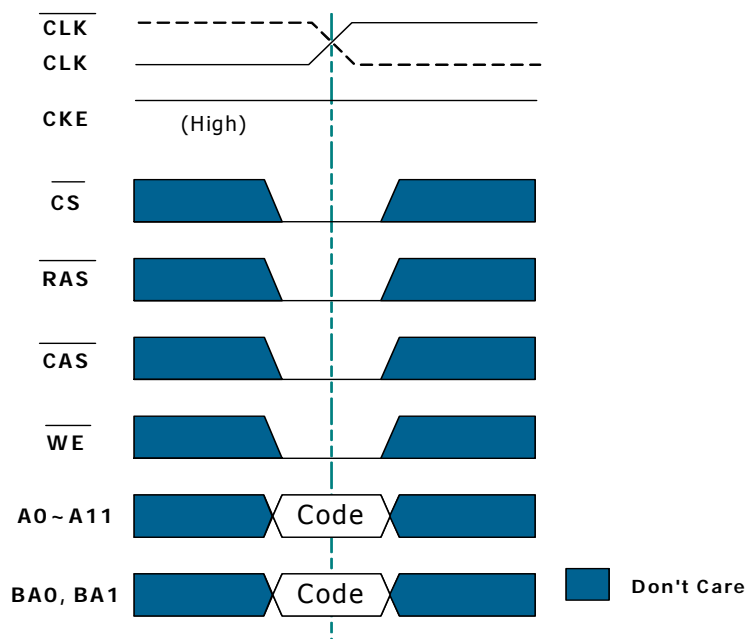 CLK
CLK
CKE
(High)
CS
RAS
CAS
WE
A0~A11
Code
BA0, BA1
Code
Don't Care